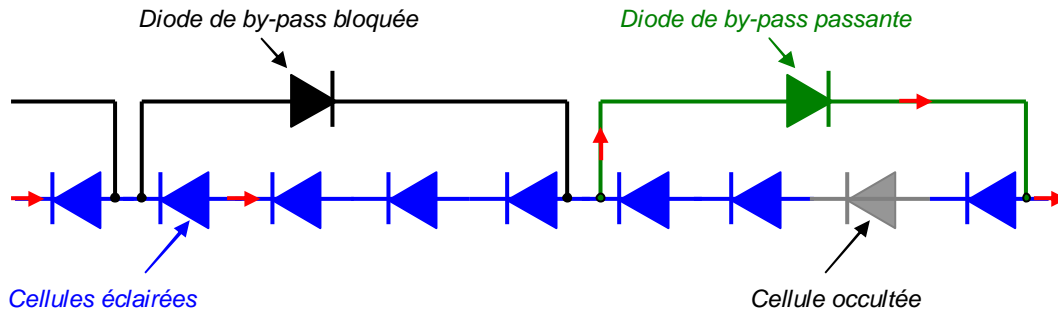 Diode de by-pass bloquée
Diode de by-pass passante
Cellules éclairées
Cellule occultée